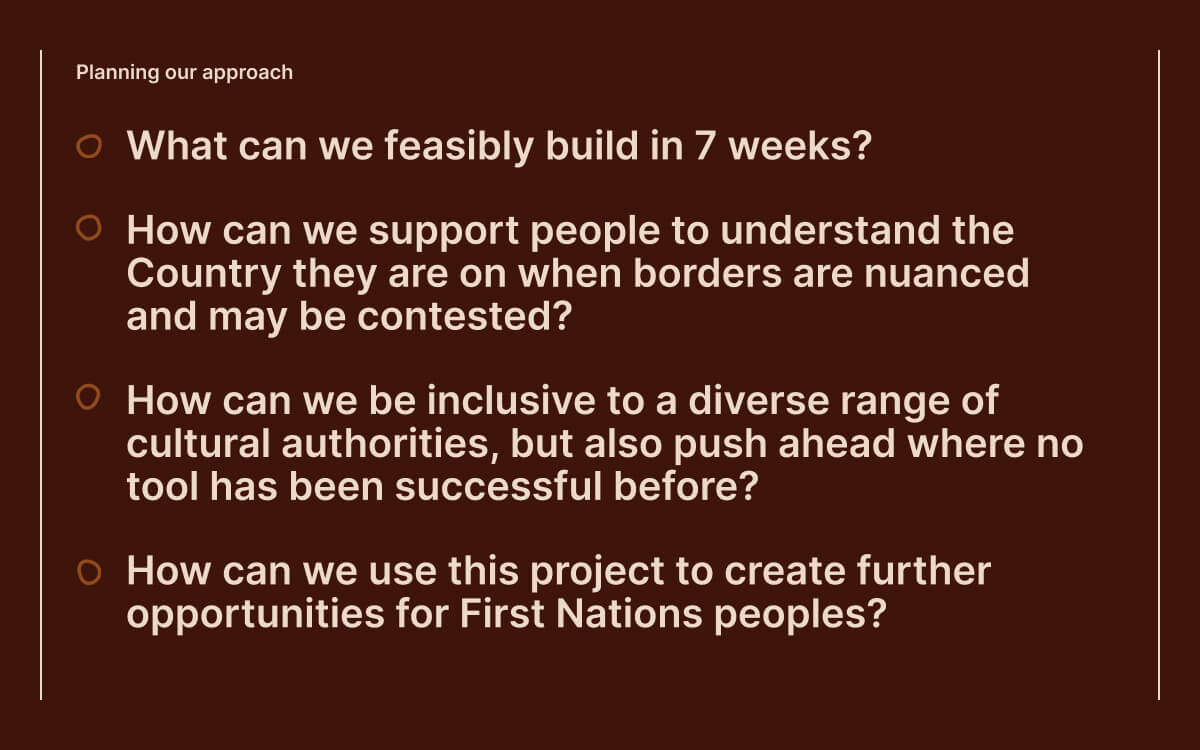 Planning our approach
What can we feasibly build in 7 weeks?
How can we support people to understand the
Country they are on when borders are nuanced
and may be contested?
How can we be inclusive to a diverse range of
cultural authorities, but also push ahead where no
tool has been successful before?
How can we use this project to create further
opportunities for First Nations peoples?